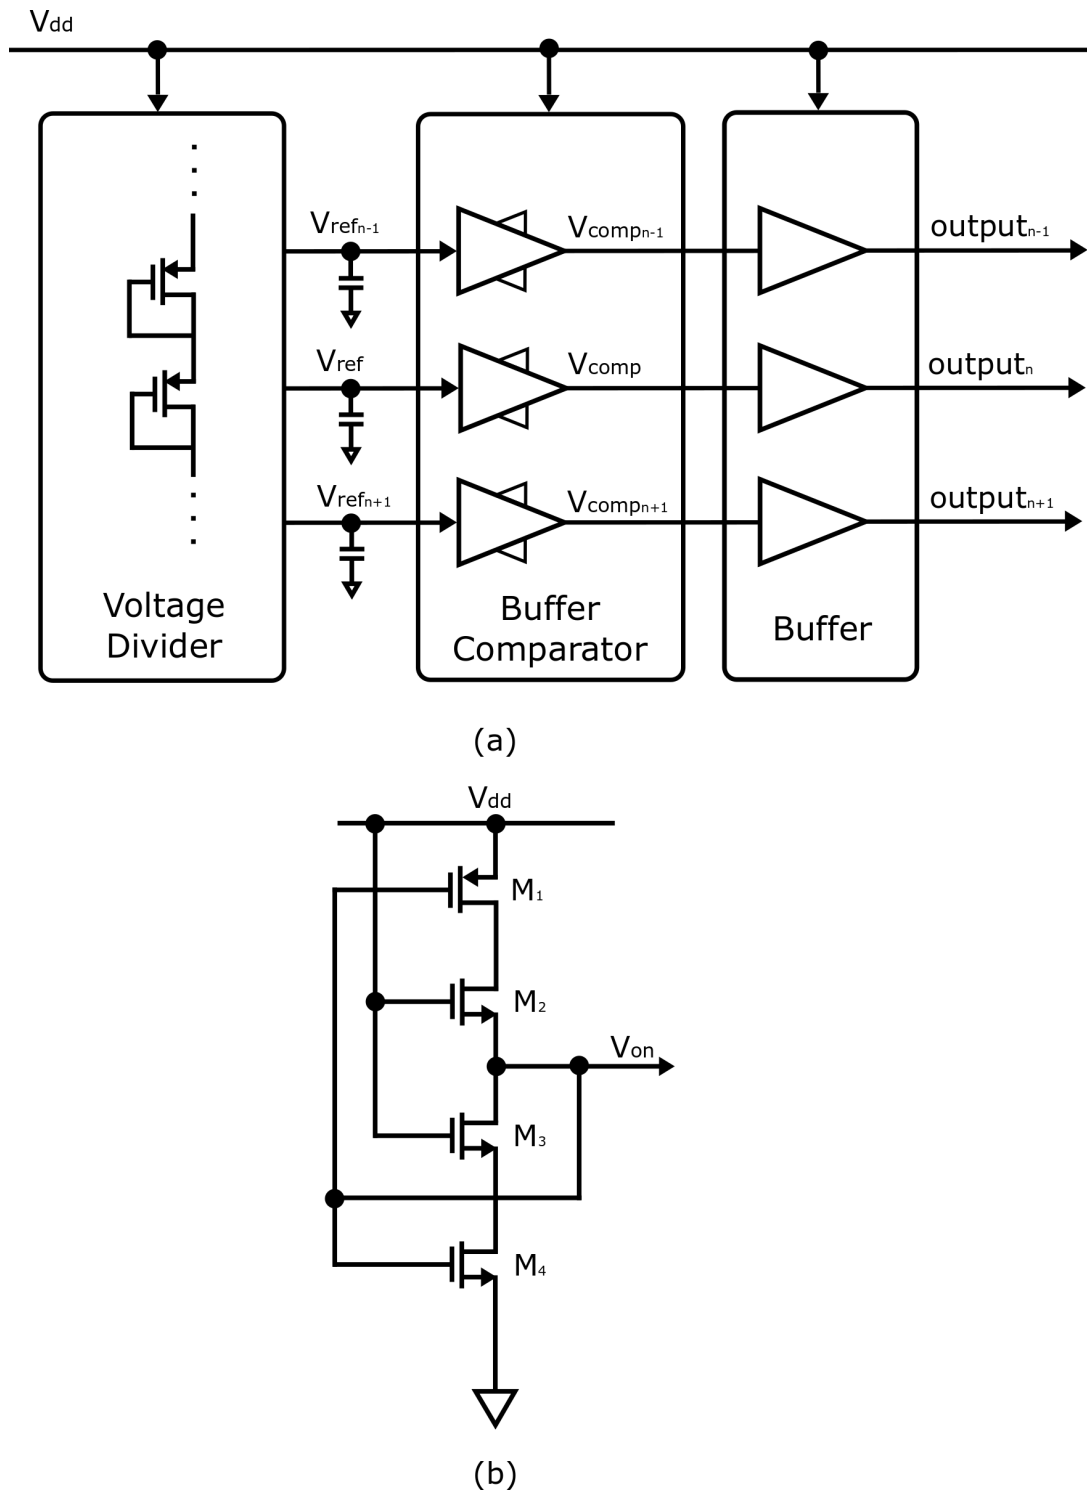 Vdd
Vrefn-1
Vcompn-1
outputn-1
Vref
Vcomp
outputn
Vrefn+1
Vcompn+1
outputn+1
Voltage
Divider
Buffer
Comparator
Buffer
(a)
Vdd
M1
M2
Von
M3
M4
(b)